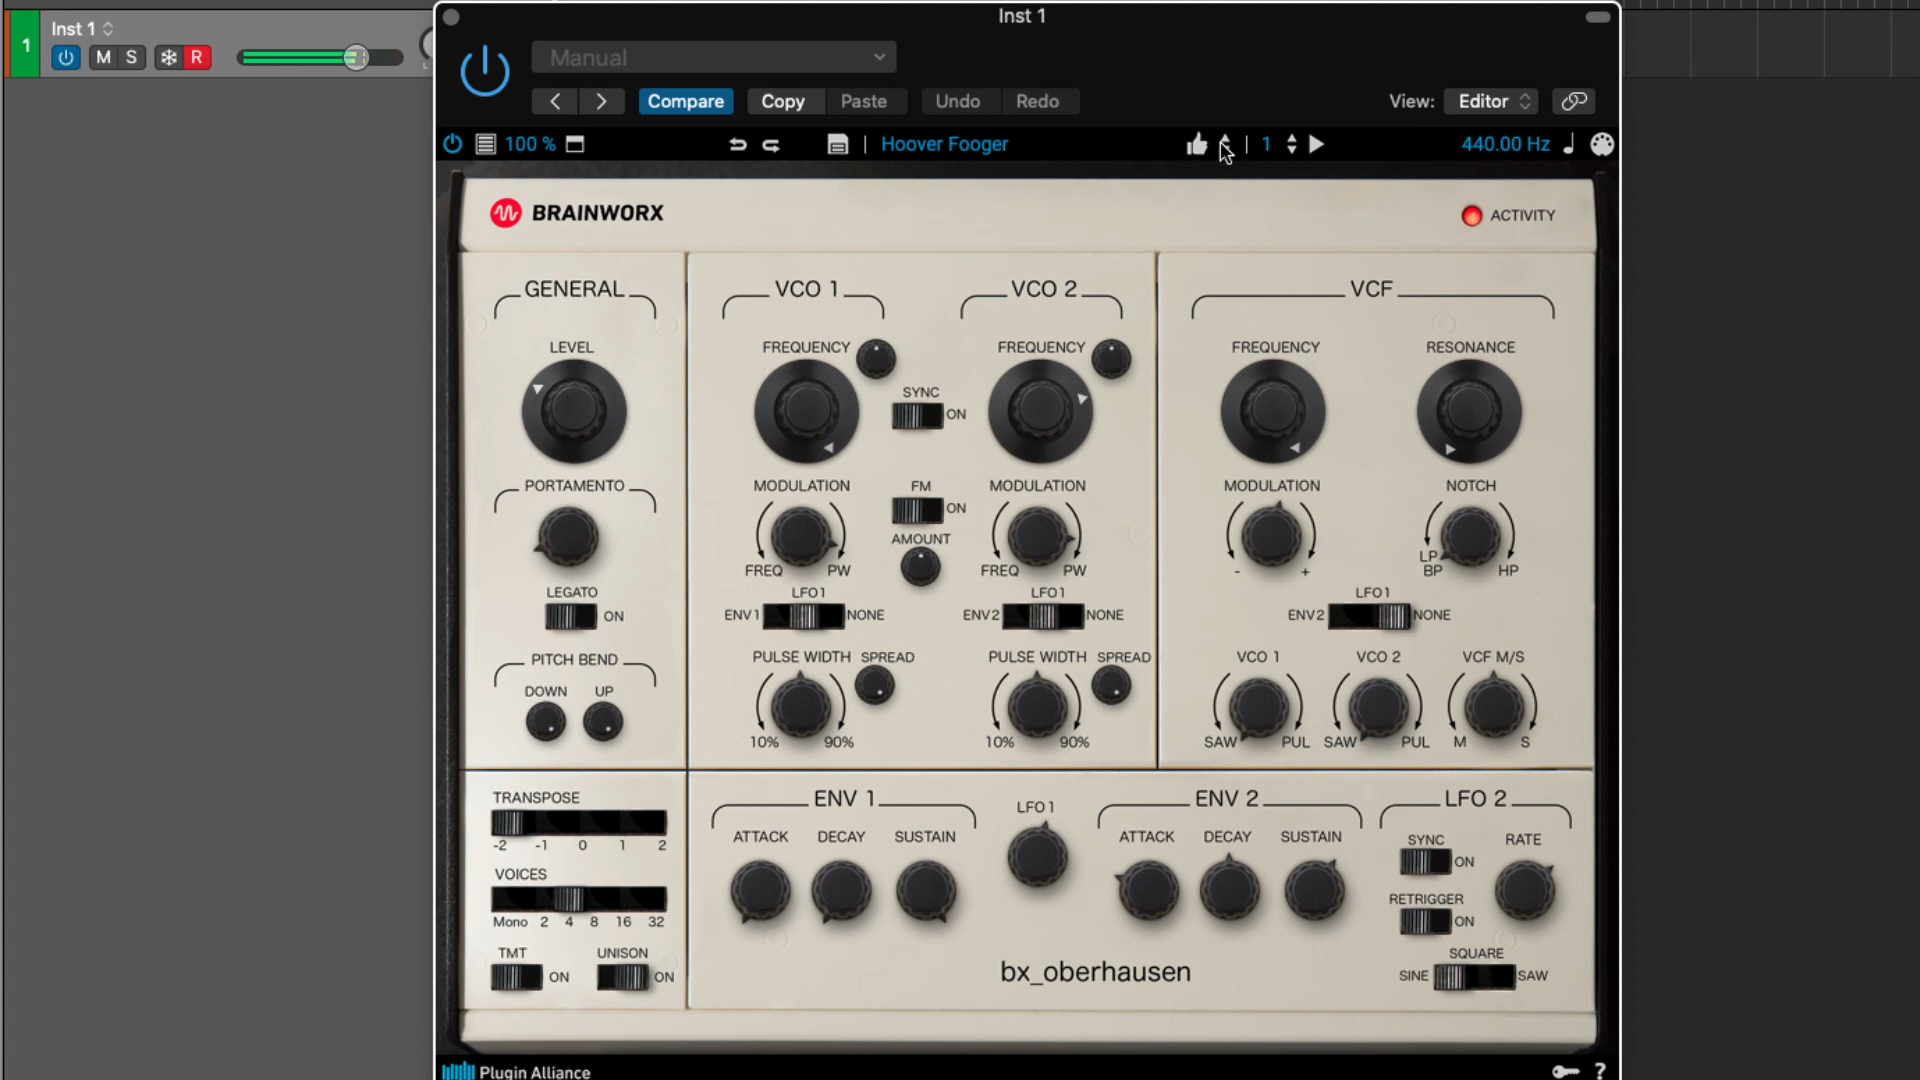 Inst 1
1
Inst 1
M S R
L
Manual
Compare Copy Paste Undo Redo View: Editor
100 % Hoover Fooger 1 440.00 Hz
BRAINWORX
ACTIVITY
GENERAL VCO 1 VCO 2 VCF
LEVEL FREQUENCY FREQUENCY FREQUENCY RESONANCE
SYNC
ON
PORTAMENTO MODULATION FM MODULATION MODULATION NOTCH
ON
AMOUNT
LP
FREQ PW FREQ PW - + BP HP
LEGATO LFO1 LFO1 LFO1
ON ENV1 NONE ENV2 NONE ENV2 NONE
PITCH BEND PULSE WIDTH SPREAD PULSE WIDTH SPREAD VCO 1 VCO 2 VCF M/S
DOWN UP
10% 90% 10% 90% SAW PUL SAW PUL M S
TRANSPOSE ENV 1 LFO1 ENV 2 LFO 2
ATTACK DECAY SUSTAIN ATTACK DECAY SUSTAIN SYNC RATE
-2 -1 0 1 2
ON
VOICES
RETRIGGER
Mono 2 4 8 16 32 ON
TMT UNISON SQUARE
ON ON bx_oberhausen SINE SAW
Plugin Alliance ?